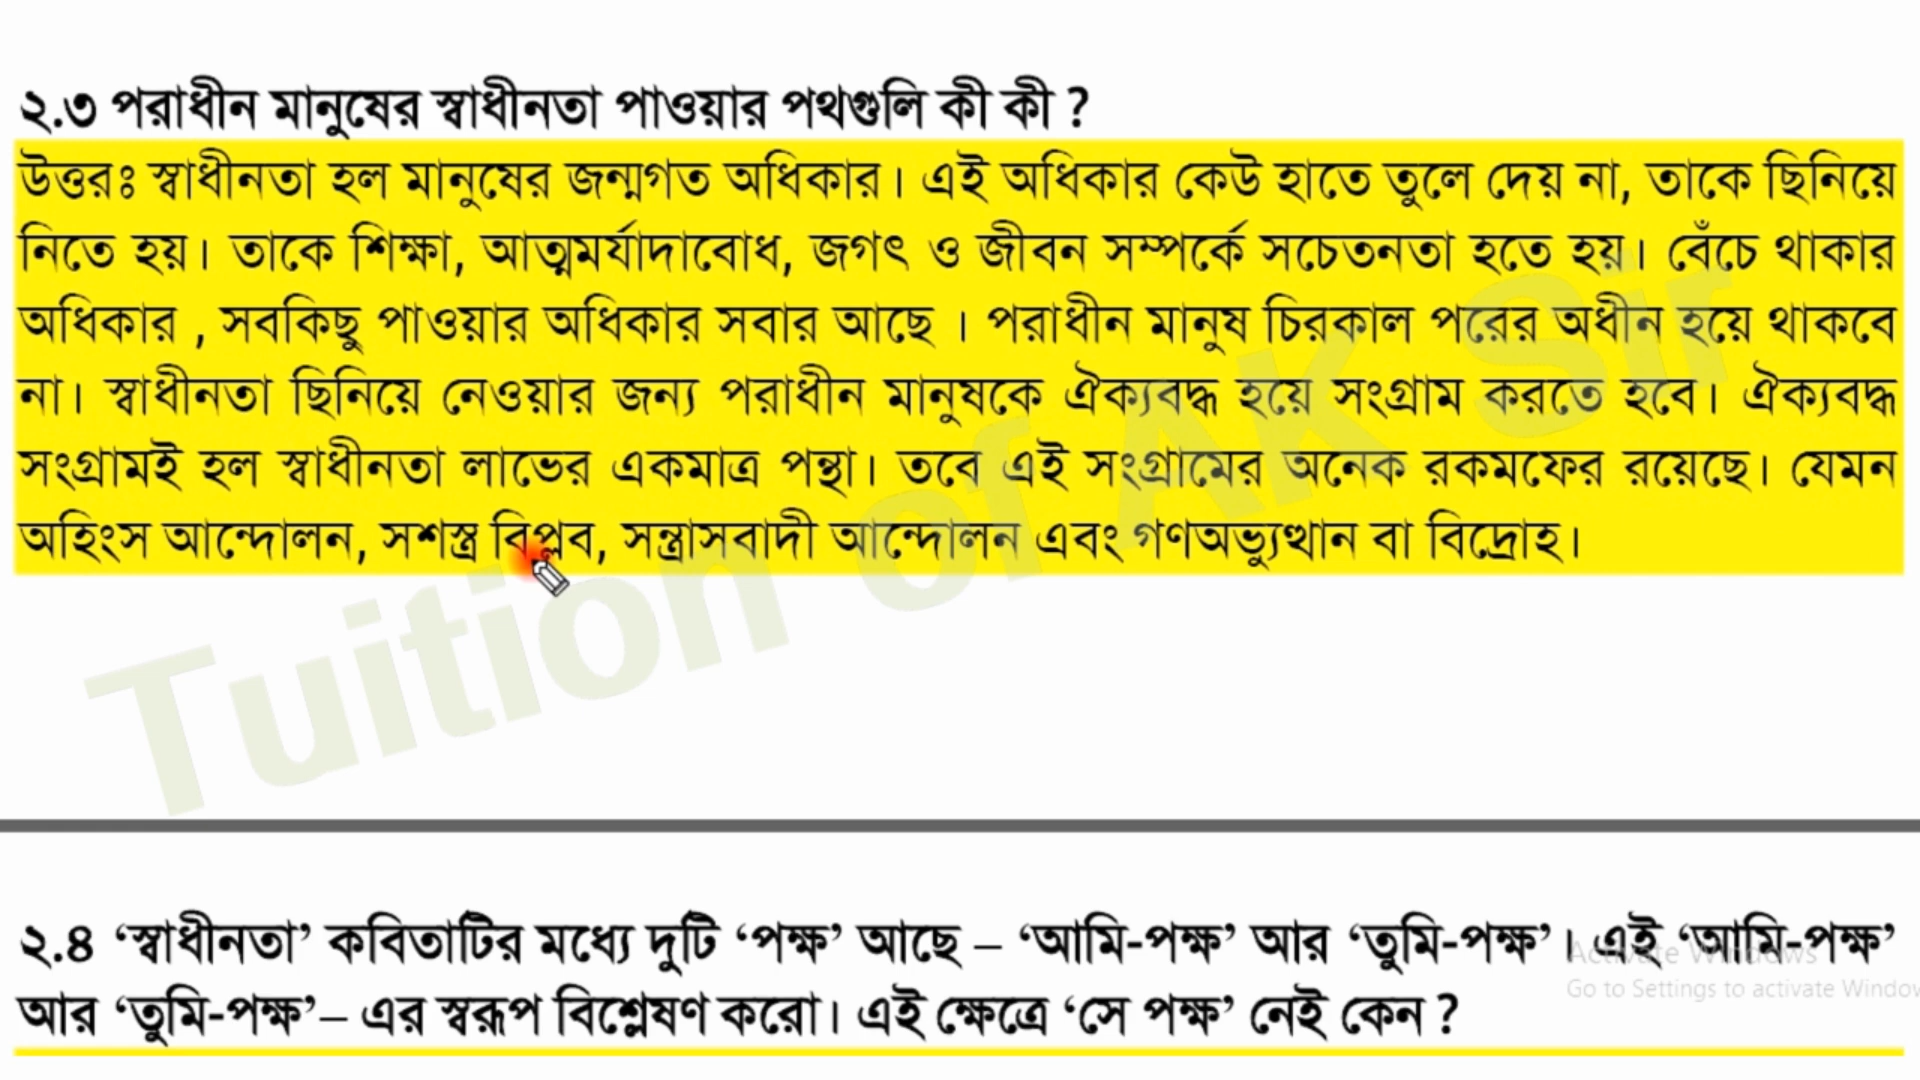 ২.৩ পরাধীন মানুষের স্বাধীনতা পাওয়ার পথগুলি কী কী ?
উত্তরঃ স্বাধীনতা হল মানুষের জন্মগত অধিকার। এই অধিকার কেউ হাতে তুলে দেয় না, তাকে ছিনিয়ে
নিতে হয়। তাকে শিক্ষা, আত্মমর্যাদাবোধ, জগৎ ও জীবন সম্পর্কে সচেতনতা হতে হয়। বেঁচে থাকার
অধিকার , সবকিছু পাওয়ার অধিকার সবার আছে । পরাধীন মানুষ চিরকাল পরের অধীন হয়ে থাকবে
না। স্বাধীনতা ছিনিয়ে নেওয়ার জন্য পরাধীন মানুষকে ঐক্যবদ্ধ হয়ে সংগ্রাম করতে হবে। ঐক্যবদ্ধ
সংগ্রামই হল স্বাধীনতা লাভের একমাত্র পন্থা। তবে এই সংগ্রামের অনেক রকমফের রয়েছে। যেমন
অহিংস আন্দোলন, সশস্ত্র বিপ্লব, সন্ত্রাসবাদী আন্দোলন এবং গণঅভ্যুত্থান বা বিদ্রোহ।
Tuition of AK Sir
২.৪ ‘স্বাধীনতা’ কবিতাটির মধ্যে দুটি ‘পক্ষ’ আছে – ‘আমি-পক্ষ’ আর ‘তুমি-পক্ষ’। এই ‘আমি-পক্ষ’
আর ‘তুমি-পক্ষ’– এর স্বরূপ বিশ্লেষণ করো। এই ক্ষেত্রে ‘সে পক্ষ’ নেই কেন ?
Activate Windows
Go to Settings to activate Window